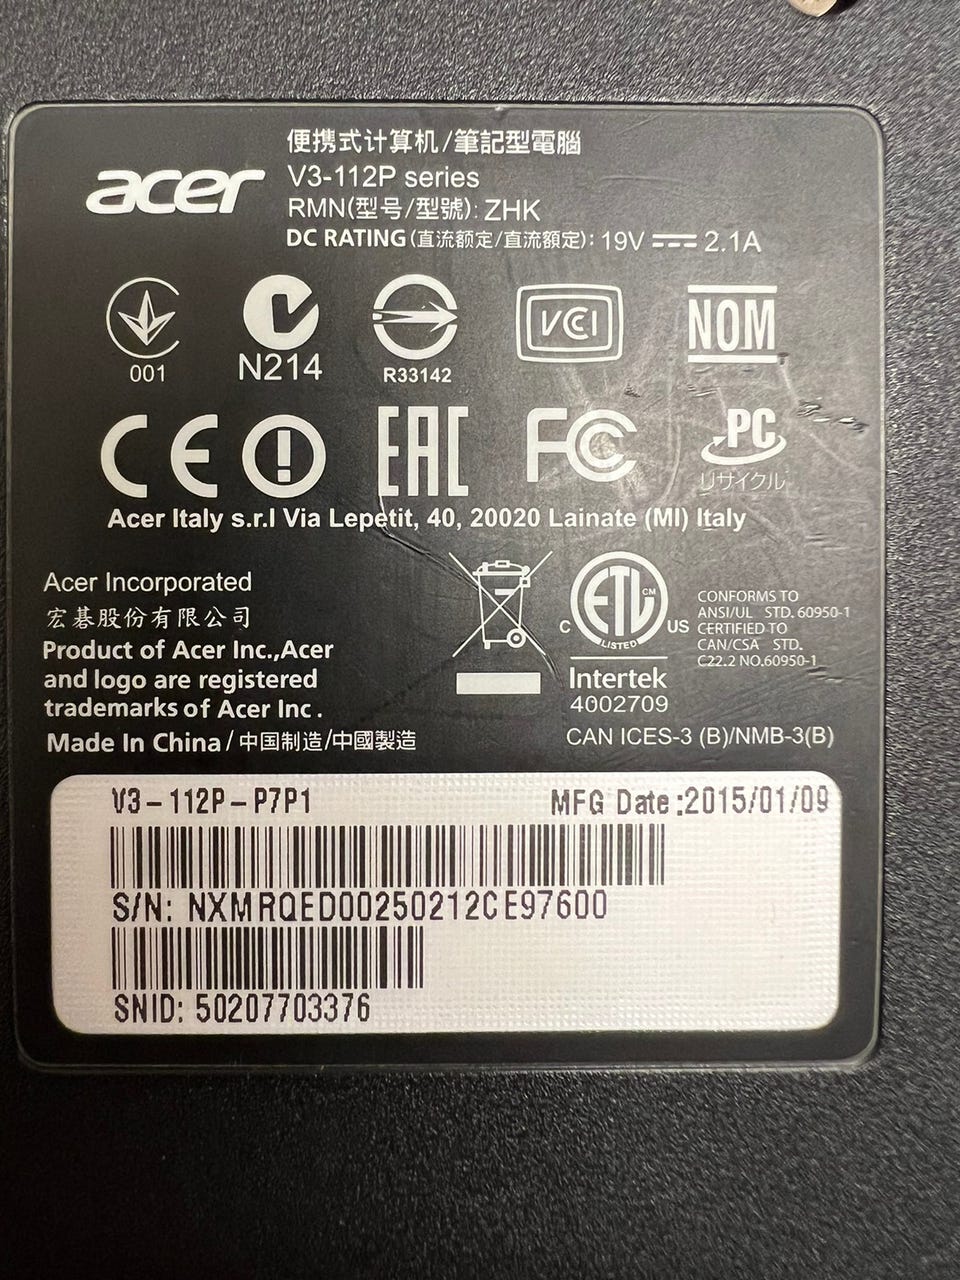 便携式计算机/筆記型電腦
acer
V3-112P series
RMN(型号/型號): ZHK
DC RATING (直流额定/直流額定): 19V ⎓ 2.1A
001
N214
R33142
VCI
NOM
CE
EAC
FC
PC
リサイクル
Acer Italy s.r.l Via Lepetit, 40, 20020 Lainate (MI) Italy
Acer Incorporated
宏碁股份有限公司
Product of Acer Inc.,Acer
and logo are registered
trademarks of Acer Inc .
Made In China / 中国制造/中國製造
ETL CM
C US
LISTED
Intertek
4002709
CONFORMS TO
ANSI/UL STD. 60950-1
CERTIFIED TO
CAN/CSA STD.
C22.2 NO.60950-1
CAN ICES-3 (B)/NMB-3(B)
V3-112P-P7P1
MFG Date:2015/01/09
S/N: NXMRQED00250212CE97600
SNID: 50207703376